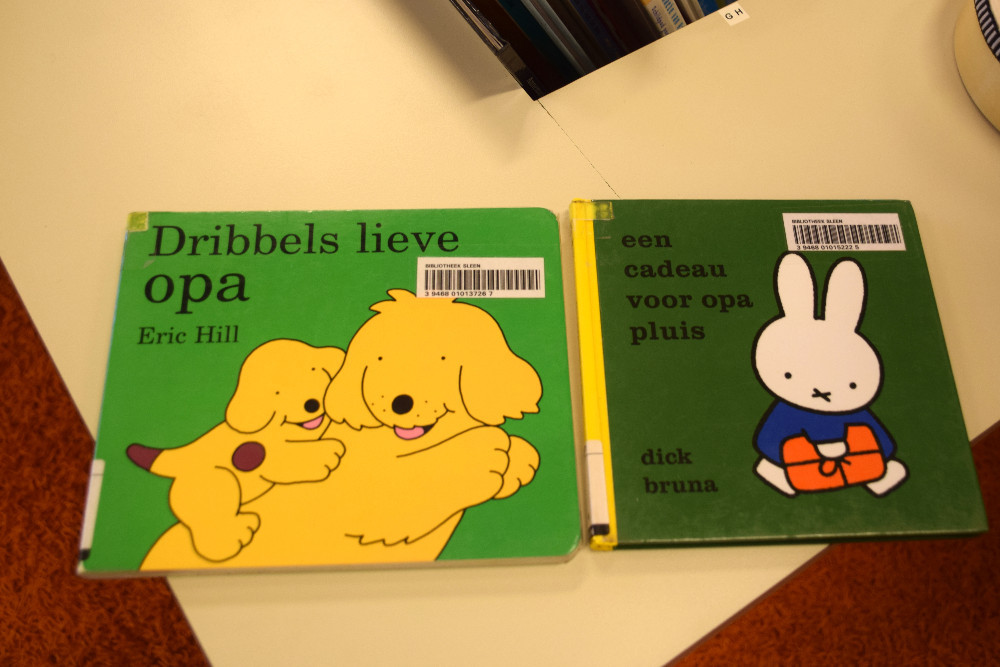 G H
Dribbels lieve
opa
Eric Hill
BIBLIOTHEEK SLEEN
3 9468 01013726 7
een
cadeau
voor opa
pluis
dick
bruna
BIBLIOTHEEK SLEEN
3 9468 01015222 5